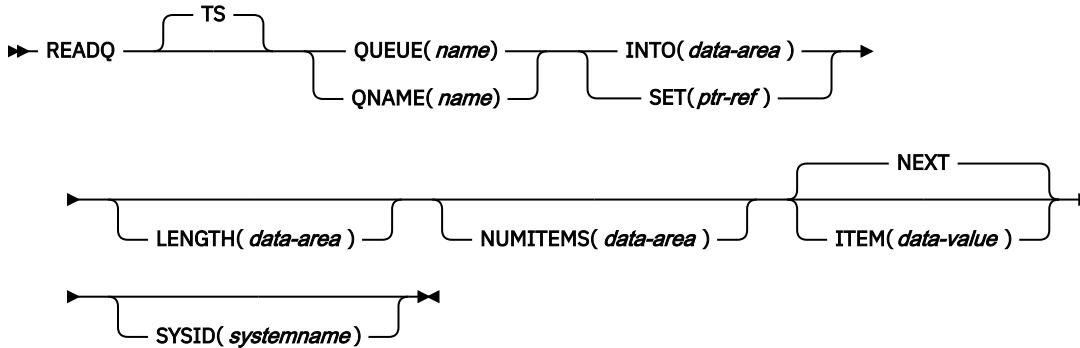 TS
READQ QUEUE( name) INTO( data-area )
QNAME( name) SET( ptr-ref )
NEXT
LENGTH( data-area ) NUMITEMS( data-area ) ITEM( data-value )
SYSID( systemname )